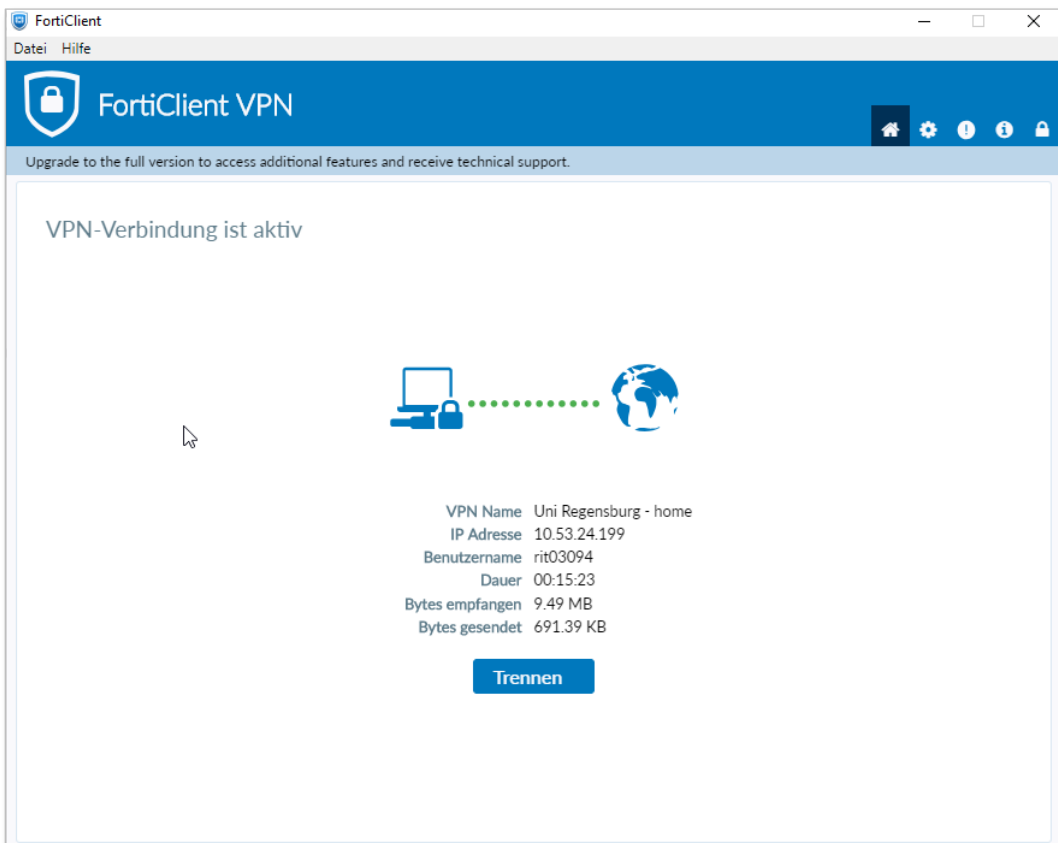 FortiClient
Datei Hilfe
FortiClient VPN
Upgrade to the full version to access additional features and receive technical support.
VPN-Verbindung ist aktiv
VPN Name Uni Regensburg - home
IP Adresse 10.53.24.199
Benutzername rit03094
Dauer 00:15:23
Bytes empfangen 9.49 MB
Bytes gesendet 691.39 KB
Trennen